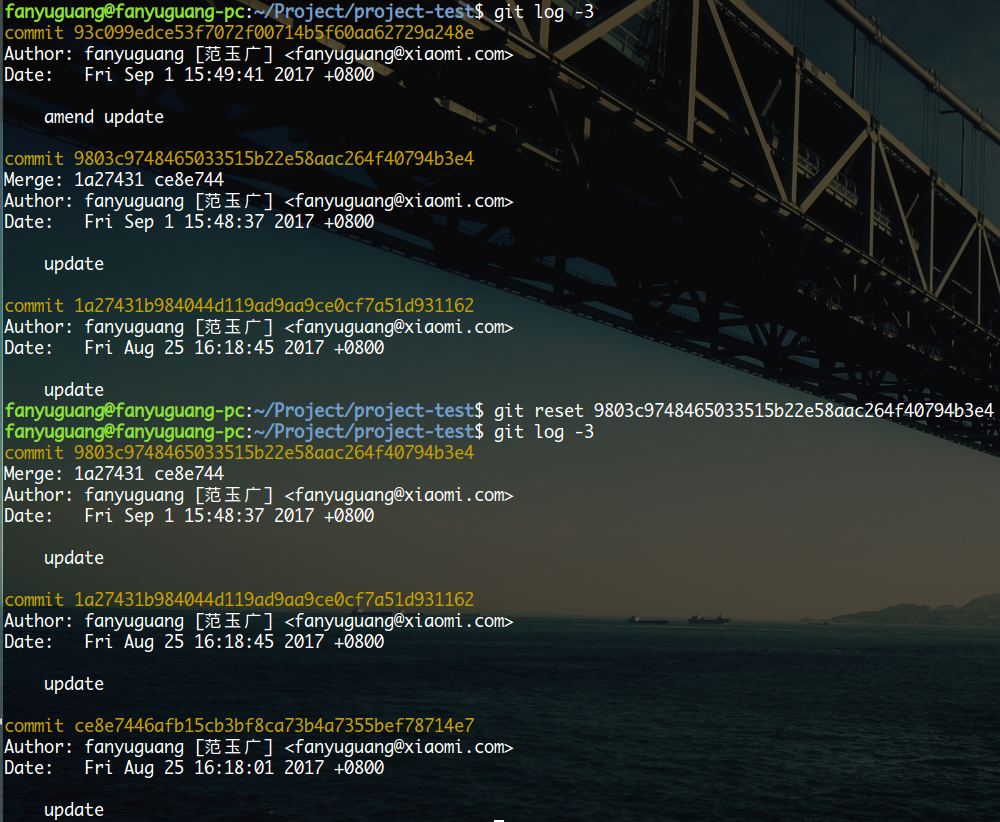 fanyuguang@fanyuguang-pc:~/Project/project-test$ git log -3
commit 93c099edce53f7072f00714b5f60aa62729a248e
Author: fanyuguang [范玉广] <fanyuguang@xiaomi.com>
Date:   Fri Sep 1 15:49:41 2017 +0800
    amend update
commit 9803c9748465033515b22e58aac264f40794b3e4
Merge: 1a27431 ce8e744
Author: fanyuguang [范玉广] <fanyuguang@xiaomi.com>
Date:   Fri Sep 1 15:48:37 2017 +0800
    update
commit 1a27431b984044d119ad9aa9ce0cf7a51d931162
Author: fanyuguang [范玉广] <fanyuguang@xiaomi.com>
Date:   Fri Aug 25 16:18:45 2017 +0800
    update
fanyuguang@fanyuguang-pc:~/Project/project-test$ git reset 9803c9748465033515b22e58aac264f40794b3e4
fanyuguang@fanyuguang-pc:~/Project/project-test$ git log -3
commit 9803c9748465033515b22e58aac264f40794b3e4
Merge: 1a27431 ce8e744
Author: fanyuguang [范玉广] <fanyuguang@xiaomi.com>
Date:   Fri Sep 1 15:48:37 2017 +0800
    update
commit 1a27431b984044d119ad9aa9ce0cf7a51d931162
Author: fanyuguang [范玉广] <fanyuguang@xiaomi.com>
Date:   Fri Aug 25 16:18:45 2017 +0800
    update
commit ce8e7446afb15cb3bf8ca73b4a7355bef78714e7
Author: fanyuguang [范玉广] <fanyuguang@xiaomi.com>
Date:   Fri Aug 25 16:18:01 2017 +0800
    update